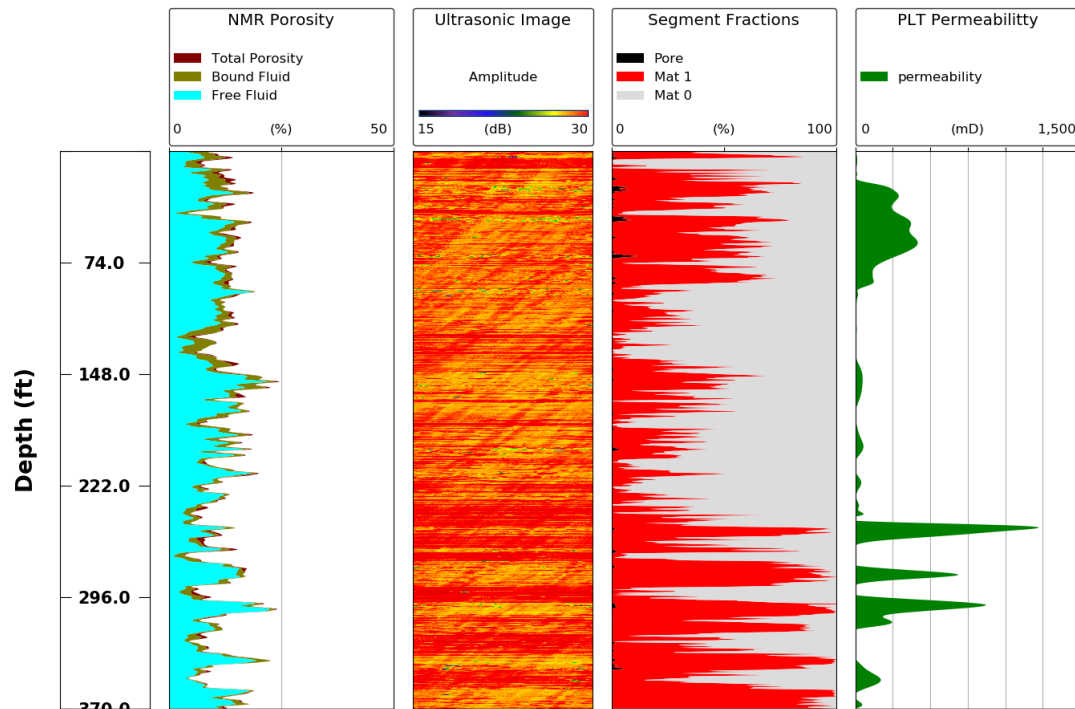 NMR Porosity
Total Porosity
Bound Fluid
Free Fluid
0 (%) 50
Ultrasonic Image
Amplitude
15 (dB) 30
Segment Fractions
Pore
Mat 1
Mat 0
0 (%) 100
PLT Permeabilitty
permeability
0 (mD) 1,500
Depth (ft)
74.0
148.0
222.0
296.0
370.0